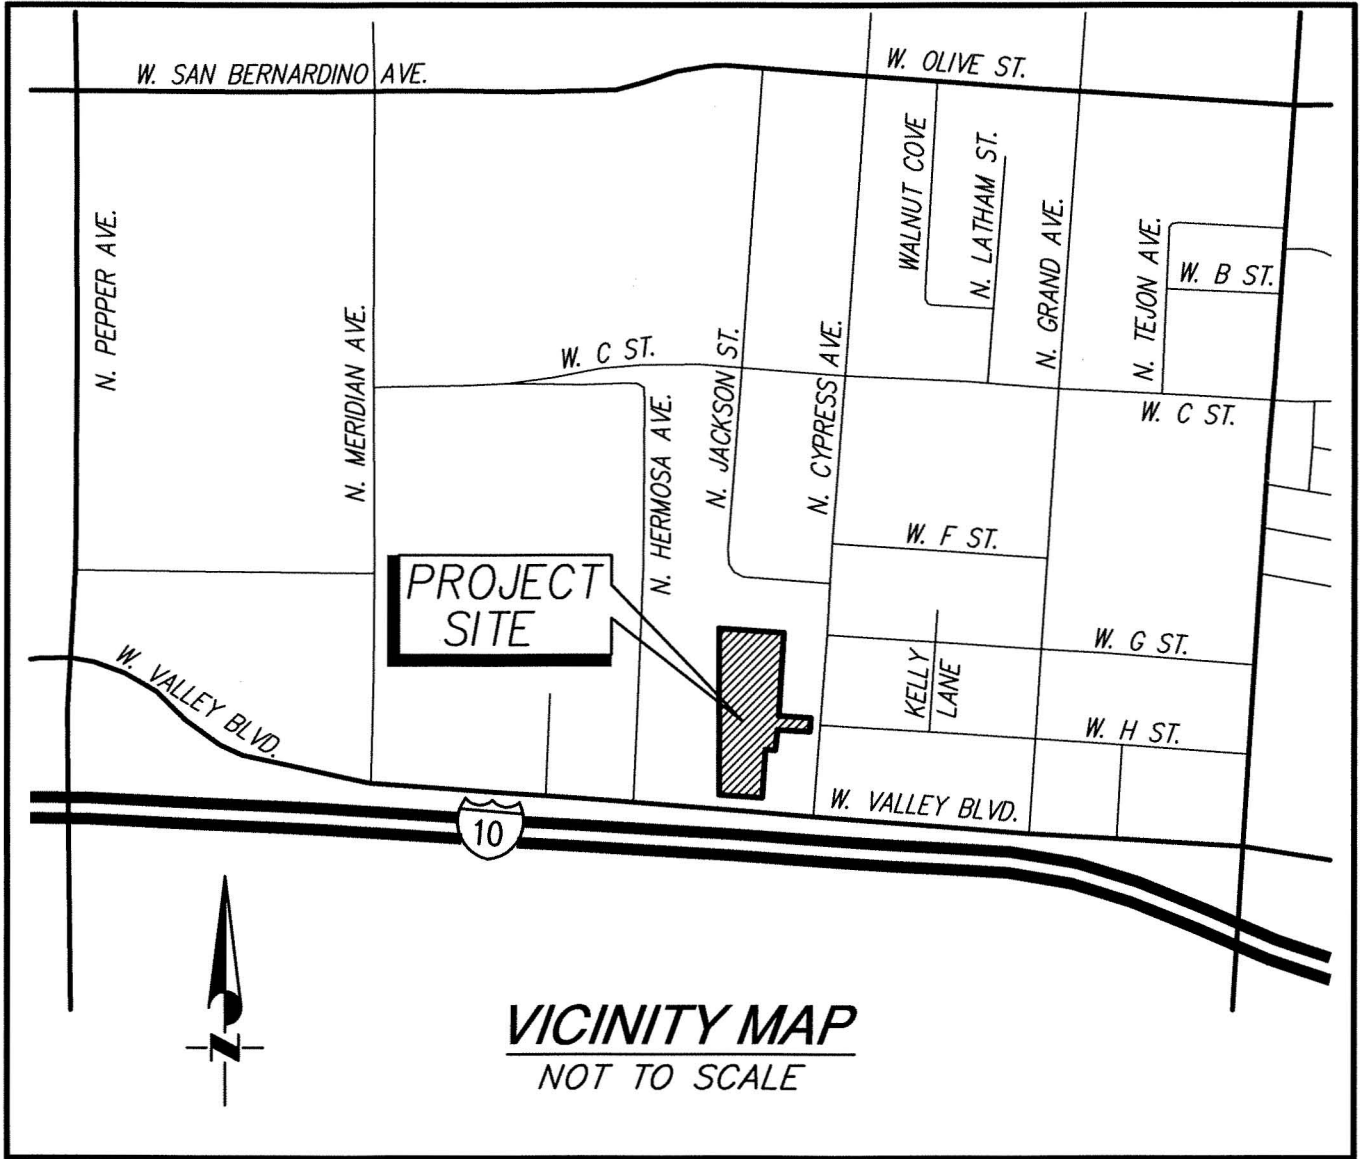 W. SAN BERNARDINO AVE.
W. OLIVE ST.
WALNUT COVE
N. LATHAM ST.
N. PEPPER AVE.
N. GRAND AVE.
N. TEJON AVE.
W. B ST.
N. MERIDIAN AVE.
W. C ST.
N. JACKSON ST.
N. CYPRESS AVE.
W. C ST.
N. HERMOSA AVE.
W. F ST.
PROJECT
SITE
W. G ST.
KELLY
LANE
W. VALLEY BLVD.
W. H ST.
W. VALLEY BLVD.
10
N
VICINITY MAP
NOT TO SCALE